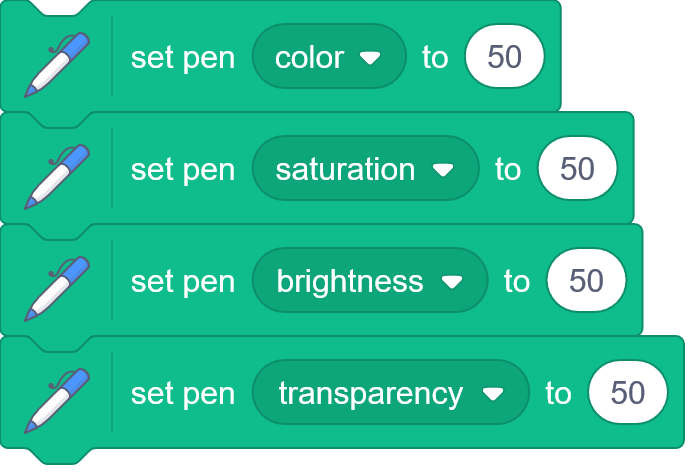 set pen color to 50
set pen saturation to 50
set pen brightness to 50
set pen transparency to 50